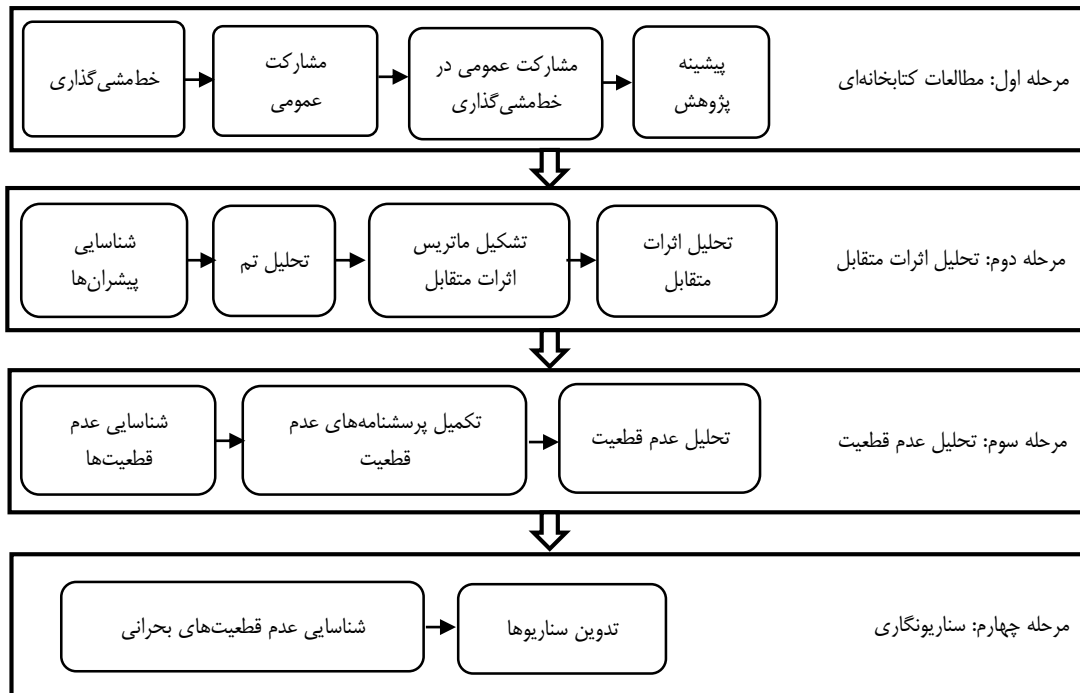 مرحله اول: مطالعات کتابخانه‌ای
خط‌مشی‌گذاری
مشارکت
عمومی
مشارکت عمومی در
خط‌مشی‌گذاری
پیشینه
پژوهش
مرحله دوم: تحلیل اثرات متقابل
شناسایی
پیشران‌ها
تحلیل تم
تشکیل ماتریس
اثرات متقابل
تحلیل اثرات
متقابل
مرحله سوم: تحلیل عدم قطعیت
شناسایی عدم
قطعیت‌ها
تکمیل پرسشنامه‌های عدم
قطعیت
تحلیل عدم قطعیت
مرحله چهارم: سناریونگاری
شناسایی عدم قطعیت‌های بحرانی
تدوین سناریوها